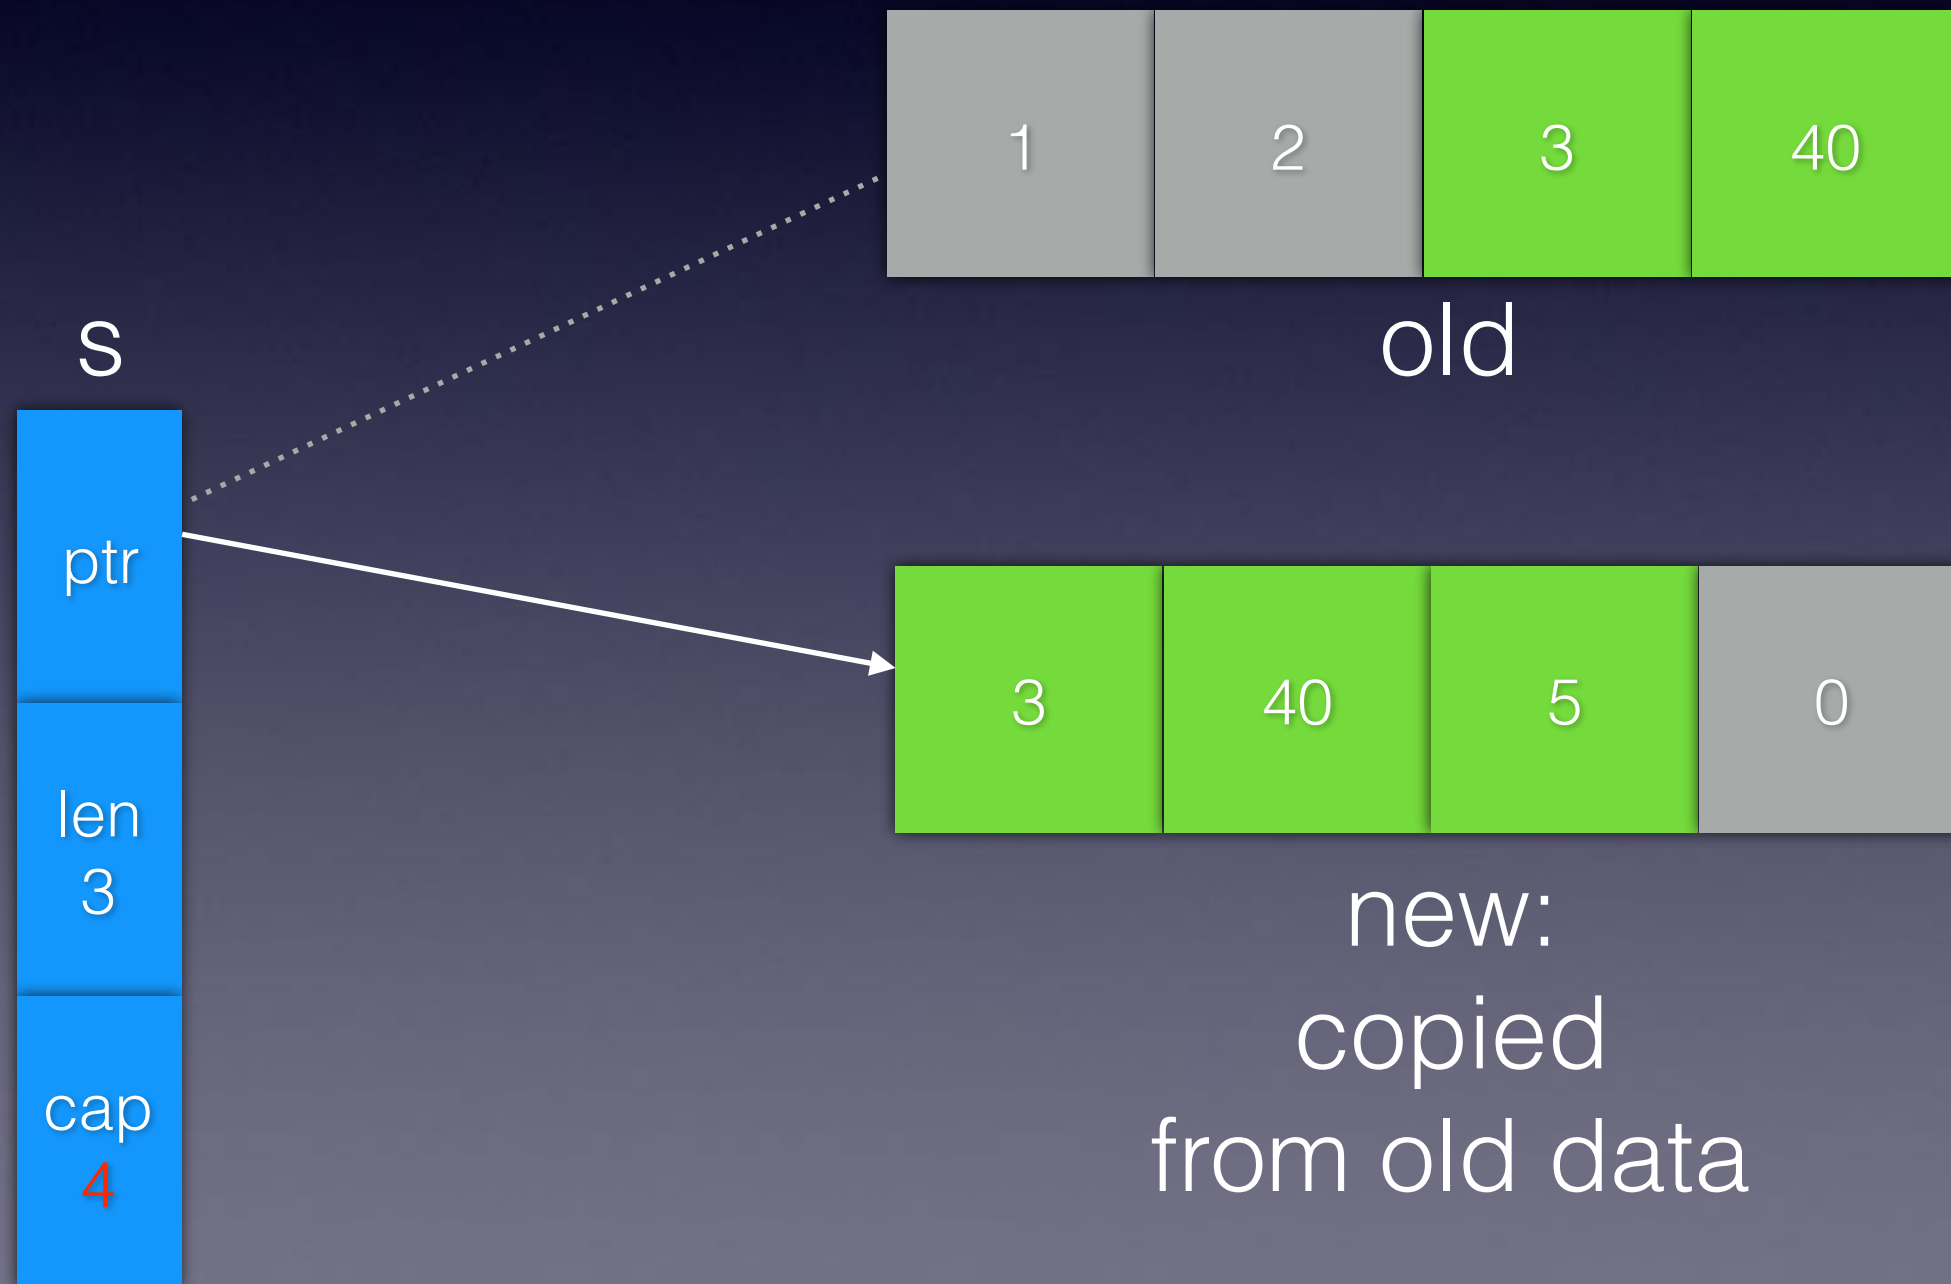 1 2 3 40
old
s
ptr
len
3
cap
4
3 40 5 0
new:
copied
from old data